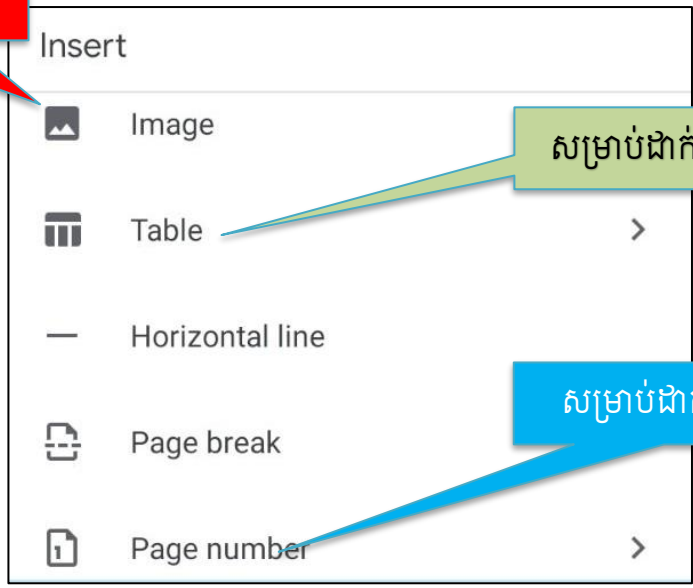 Insert
Image
សម្រាប់ដាក់
Table
Horizontal line
សម្រាប់ដាក់
Page break
Page number